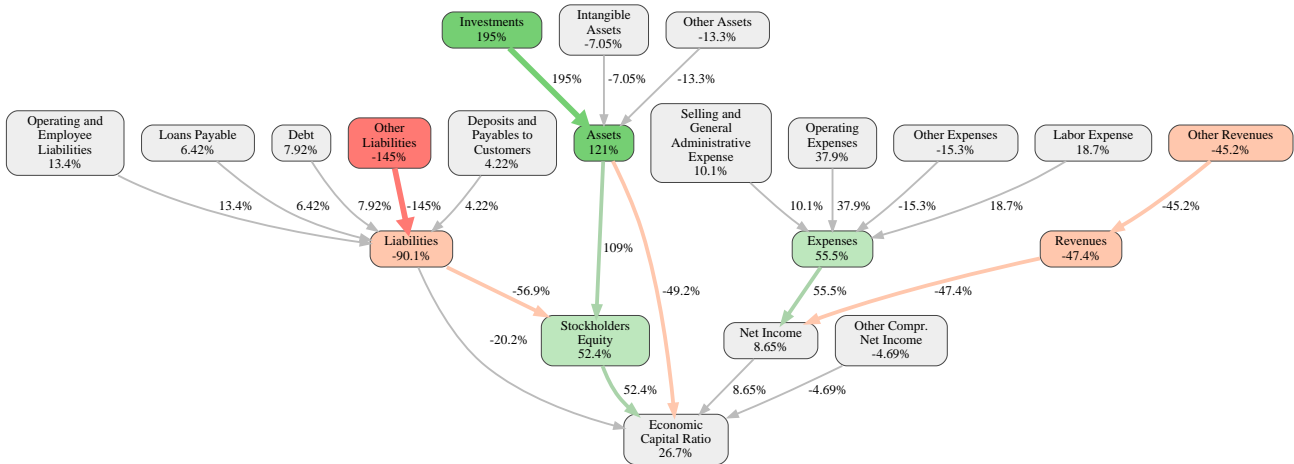 Investments
195%
Intangible
Assets
-7.05%
Other Assets
-13.3%
195%
-7.05%
-13.3%
Operating and
Employee
Liabilities
13.4%
Loans Payable
6.42%
Debt
7.92%
Other
Liabilities
-145%
Deposits and
Payables to
Customers
4.22%
Assets
121%
Selling and
General
Administrative
Expense
10.1%
Operating
Expenses
37.9%
Other Expenses
-15.3%
Labor Expense
18.7%
Other Revenues
-45.2%
13.4%
6.42%
7.92%
-145%
4.22%
10.1%
37.9%
-15.3%
18.7%
-45.2%
Liabilities
-90.1%
109%
Expenses
55.5%
Revenues
-47.4%
-56.9%
-49.2%
55.5%
-47.4%
-20.2%
Stockholders
Equity
52.4%
Net Income
8.65%
Other Compr.
Net Income
-4.69%
52.4%
8.65%
-4.69%
Economic
Capital Ratio
26.7%